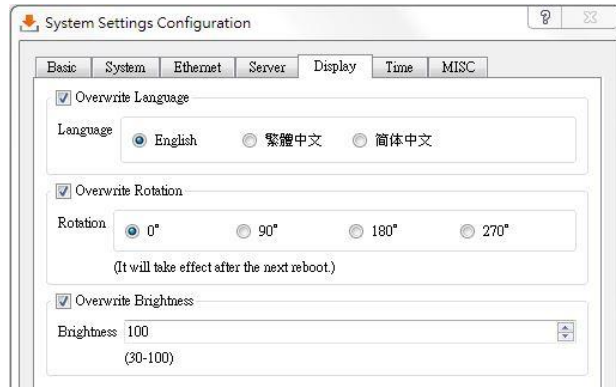 System Settings Configuration
Basic System Ethernet Server Display Time MISC
Overwrite Language
Language English 繁體中文 简体中文
Overwrite Rotation
Rotation 0° 90° 180° 270°
(It will take effect after the next reboot.)
Overwrite Brightness
Brightness 100
(30-100)